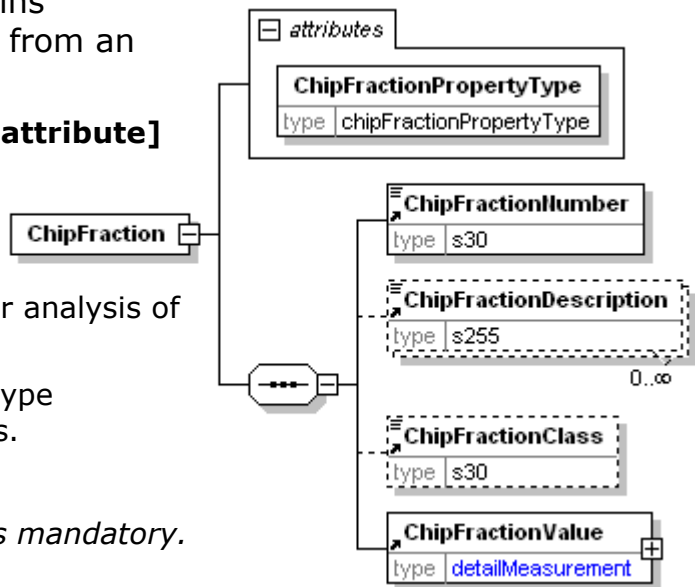 ins
from an
attribute]
r analysis of
ype
s.
s mandatory.
attributes
ChipFractionPropertyType
type chipFractionPropertyType
ChipFraction
ChipFractionNumber
type s30
ChipFractionDescription
type s255
0..∞
ChipFractionClass
type s30
ChipFractionValue
type detailMeasurement